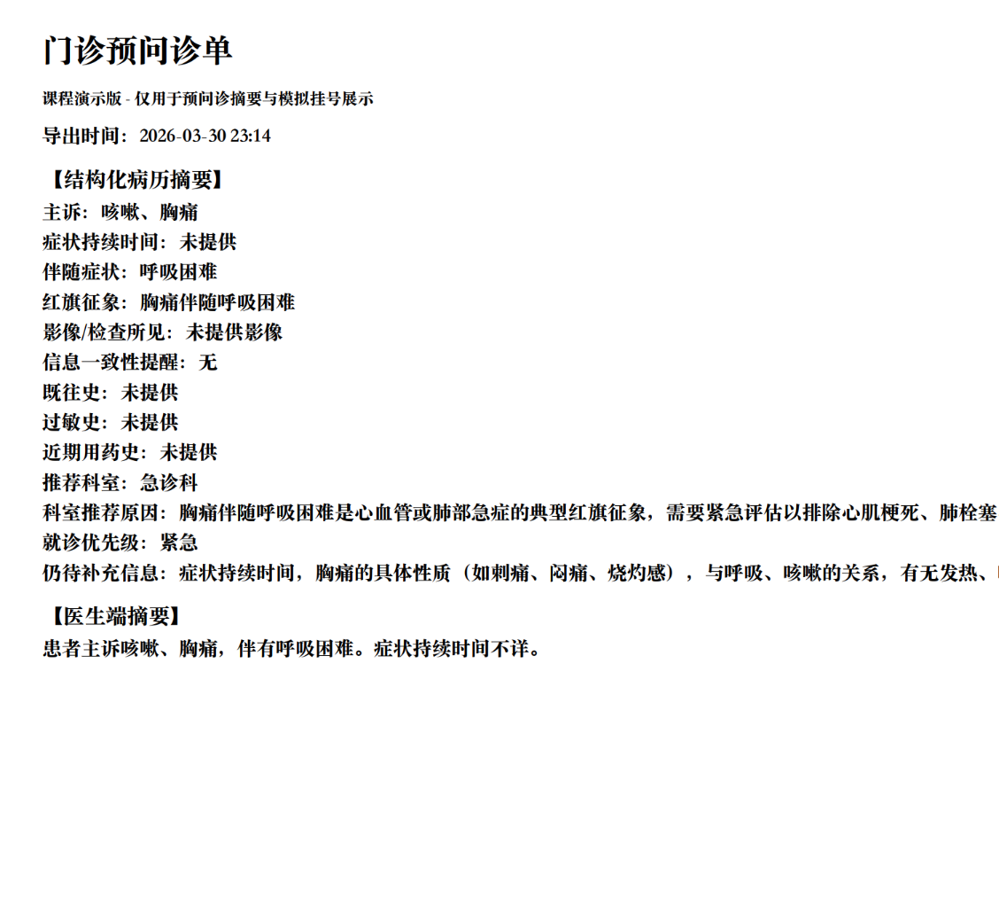 门诊预问诊单
课程演示版 - 仅用于预问诊摘要与模拟挂号展示
导出时间：2026-03-30 23:14
【结构化病历摘要】
主诉：咳嗽、胸痛
症状持续时间：未提供
伴随症状：呼吸困难
红旗征象：胸痛伴随呼吸困难
影像/检查所见：未提供影像
信息一致性提醒：无
既往史：未提供
过敏史：未提供
近期用药史：未提供
推荐科室：急诊科
科室推荐原因：胸痛伴随呼吸困难是心血管或肺部急症的典型红旗征象，需要紧急评估以排除心肌梗死、肺栓塞
就诊优先级：紧急
仍待补充信息：症状持续时间，胸痛的具体性质（如刺痛、闷痛、烧灼感），与呼吸、咳嗽的关系，有无发热、
【医生端摘要】
患者主诉咳嗽、胸痛，伴有呼吸困难。症状持续时间不详。